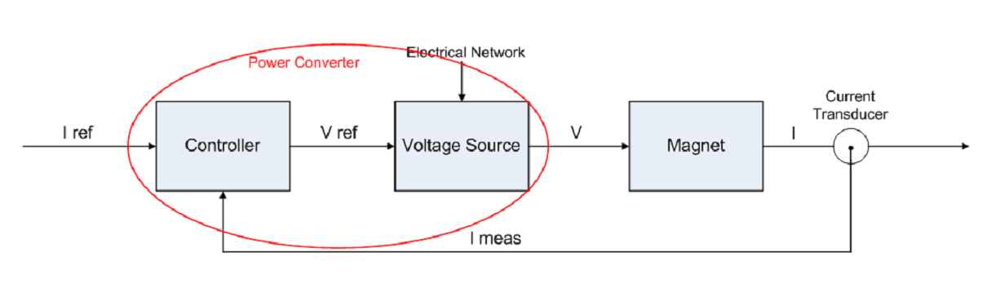 Electrical Network
Power Converter
Current
Transducer
I ref
V ref
V
I
Controller
Voltage Source
Magnet
I meas